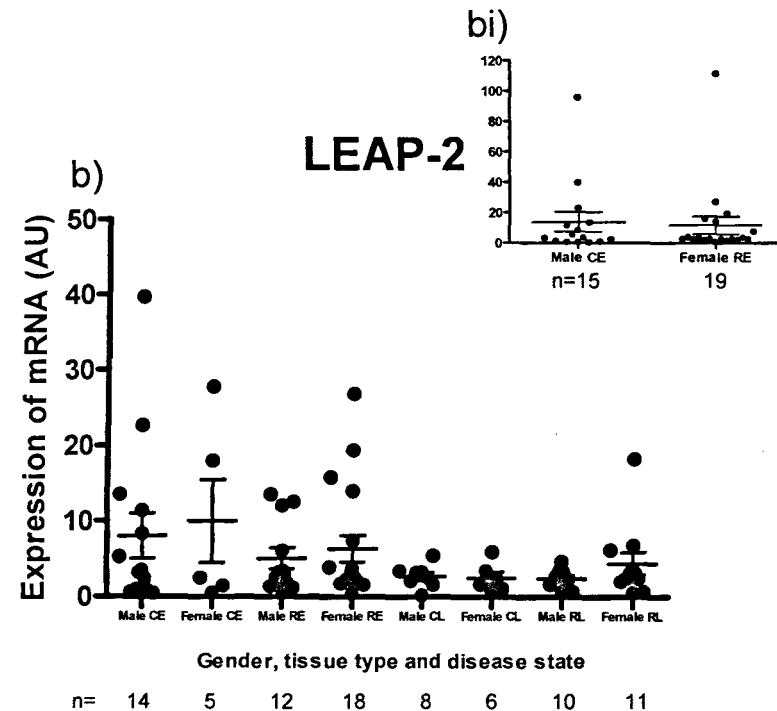 bi)
120
100
80
60
40
20
0
Male CE Female RE
n=15 19
LEAP-2
b)
Expression of mRNA (AU)
50
40
30
20
10
0
Male CE Female CE Male RE Female RE Male CL Female CL Male RL Female RL
Gender, tissue type and disease state
n= 14 5 12 18 8 6 10 11